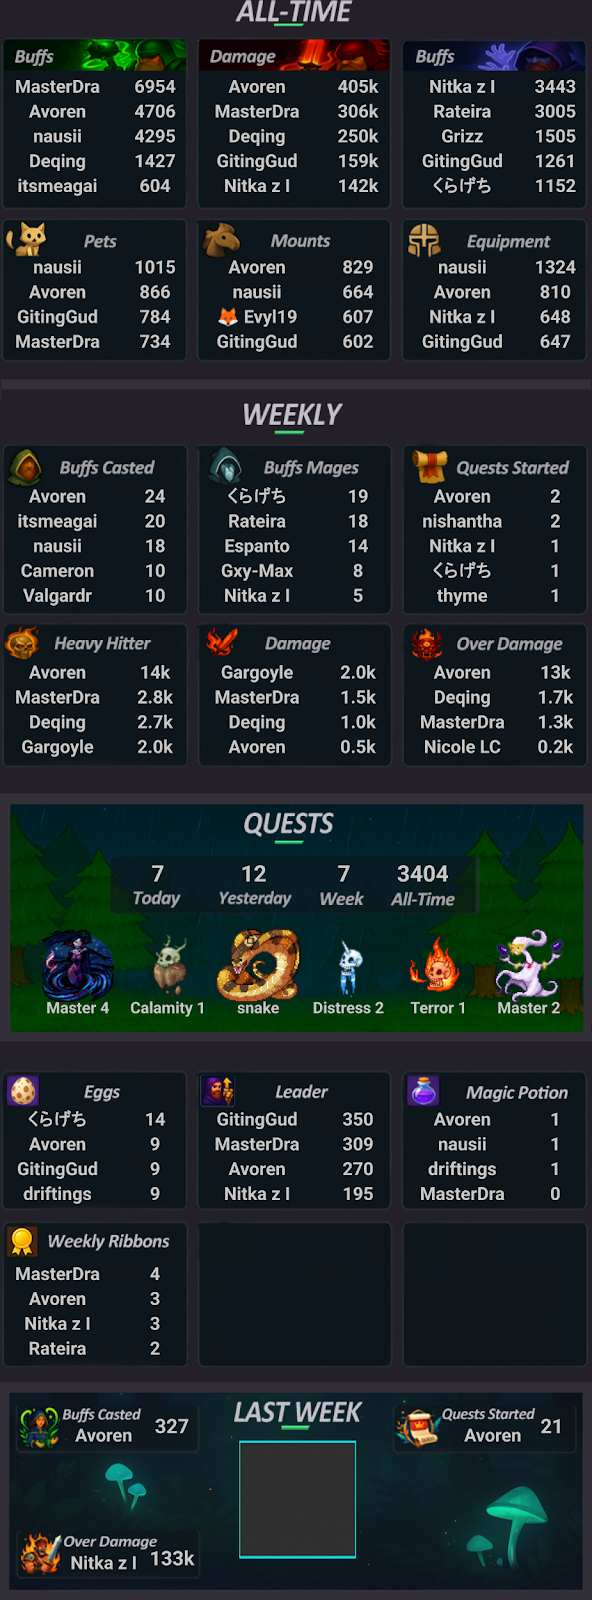 ALL-TIME
Buffs
MasterDra 6954
Avoren 4706
nausii 4295
Deqing 1427
itsmeagai 604
Damage
Avoren 405k
MasterDra 306k
Deqing 250k
GitingGud 159k
Nitka z I 142k
Buffs
Nitka z I 3443
Rateira 3005
Grizz 1505
GitingGud 1261
くらげち 1152
Pets
nausii 1015
Avoren 866
GitingGud 784
MasterDra 734
Mounts
Avoren 829
nausii 664
🦊 Evyl19 607
GitingGud 602
Equipment
nausii 1324
Avoren 810
Nitka z I 648
GitingGud 647
WEEKLY
Buffs Casted
Avoren 24
itsmeagai 20
nausii 18
Cameron 10
Valgardr 10
Buffs Mages
くらげち 19
Rateira 18
Espanto 14
Gxy-Max 8
Nitka z I 5
Quests Started
Avoren 2
nishantha 2
Nitka z I 1
くらげち 1
thyme 1
Heavy Hitter
Avoren 14k
MasterDra 2.8k
Deqing 2.7k
Gargoyle 2.0k
Damage
Gargoyle 2.0k
MasterDra 1.5k
Deqing 1.0k
Avoren 0.5k
Over Damage
Avoren 13k
Deqing 1.7k
MasterDra 1.3k
Nicole LC 0.2k
QUESTS
7 12 7 3404
Today Yesterday Week All-Time
Master 4 Calamity 1 snake Distress 2 Terror 1 Master 2
Eggs
くらげち 14
Avoren 9
GitingGud 9
driftings 9
Leader
GitingGud 350
MasterDra 309
Avoren 270
Nitka z I 195
Magic Potion
Avoren 1
nausii 1
driftings 1
MasterDra 0
Weekly Ribbons
MasterDra 4
Avoren 3
Nitka z I 3
Rateira 2
LAST WEEK
Buffs Casted
Avoren 327
Quests Started
Avoren 21
Over Damage
Nitka z I 133k